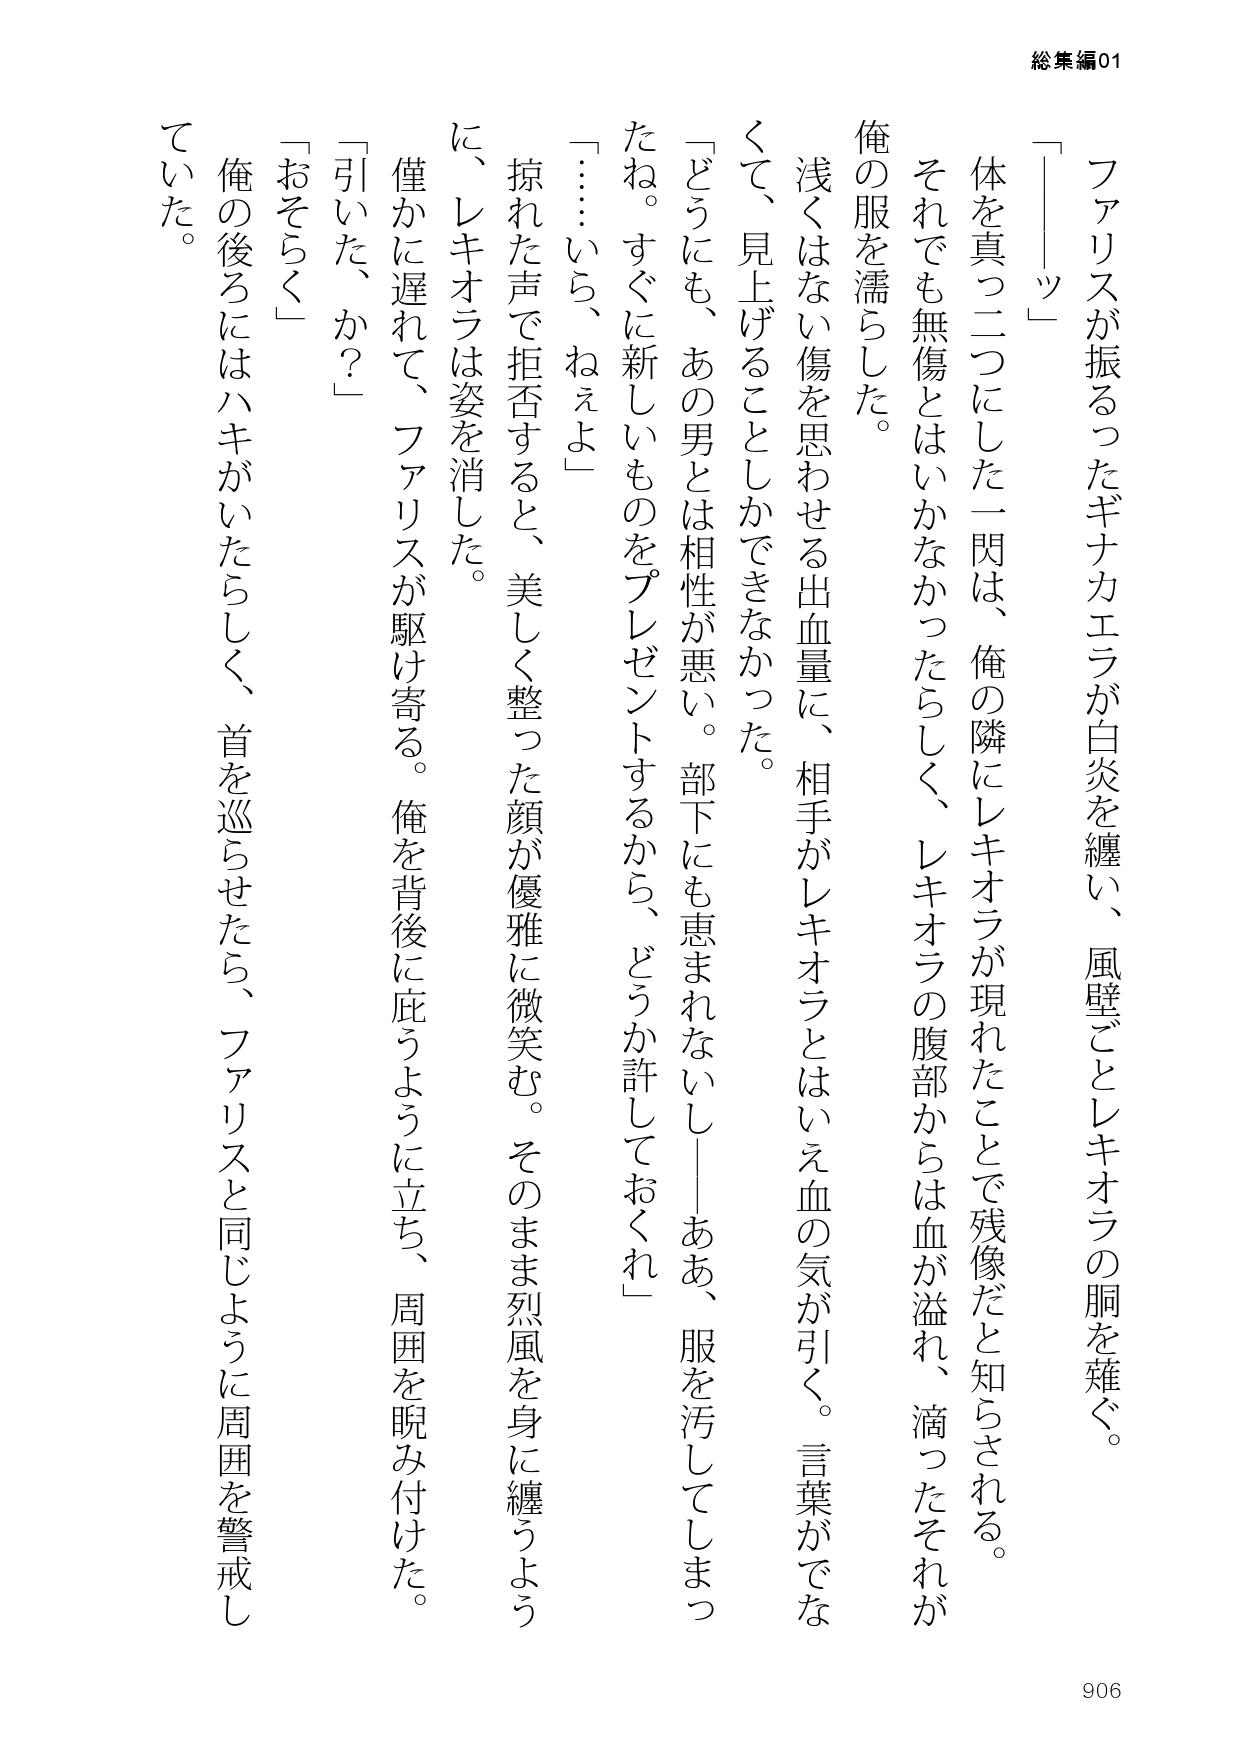 総集編01
　ファリスが振るったギナカエラが白炎を纏い、風壁ごとレキオラの胴を薙ぐ。
「――――ッ」
　体を真っ二つにした一閃は、俺の隣にレキオラが現れたことで残像だと知らされる。
　それでも無傷とはいかなかったらしく、レキオラの腹部からは血が溢れ、滴ったそれが
俺の服を濡らした。
　浅くはない傷を思わせる出血量に、相手がレキオラとはいえ血の気が引く。言葉がでな
くて、見上げることしかできなかった。
「どうにも、あの男とは相性が悪い。部下にも恵まれないし――ああ、服を汚してしまっ
たね。すぐに新しいものをプレゼントするから、どうか許しておくれ」
「……いら、ねぇよ」
　掠れた声で拒否すると、美しく整った顔が優雅に微笑む。そのまま烈風を身に纏うよう
に、レキオラは姿を消した。
　僅かに遅れて、ファリスが駆け寄る。俺を背後に庇うように立ち、周囲を睨み付けた。
「引いた、か？」
「おそらく」
　俺の後ろにはハキがいたらしく、首を巡らせたら、ファリスと同じように周囲を警戒し
ていた。
906